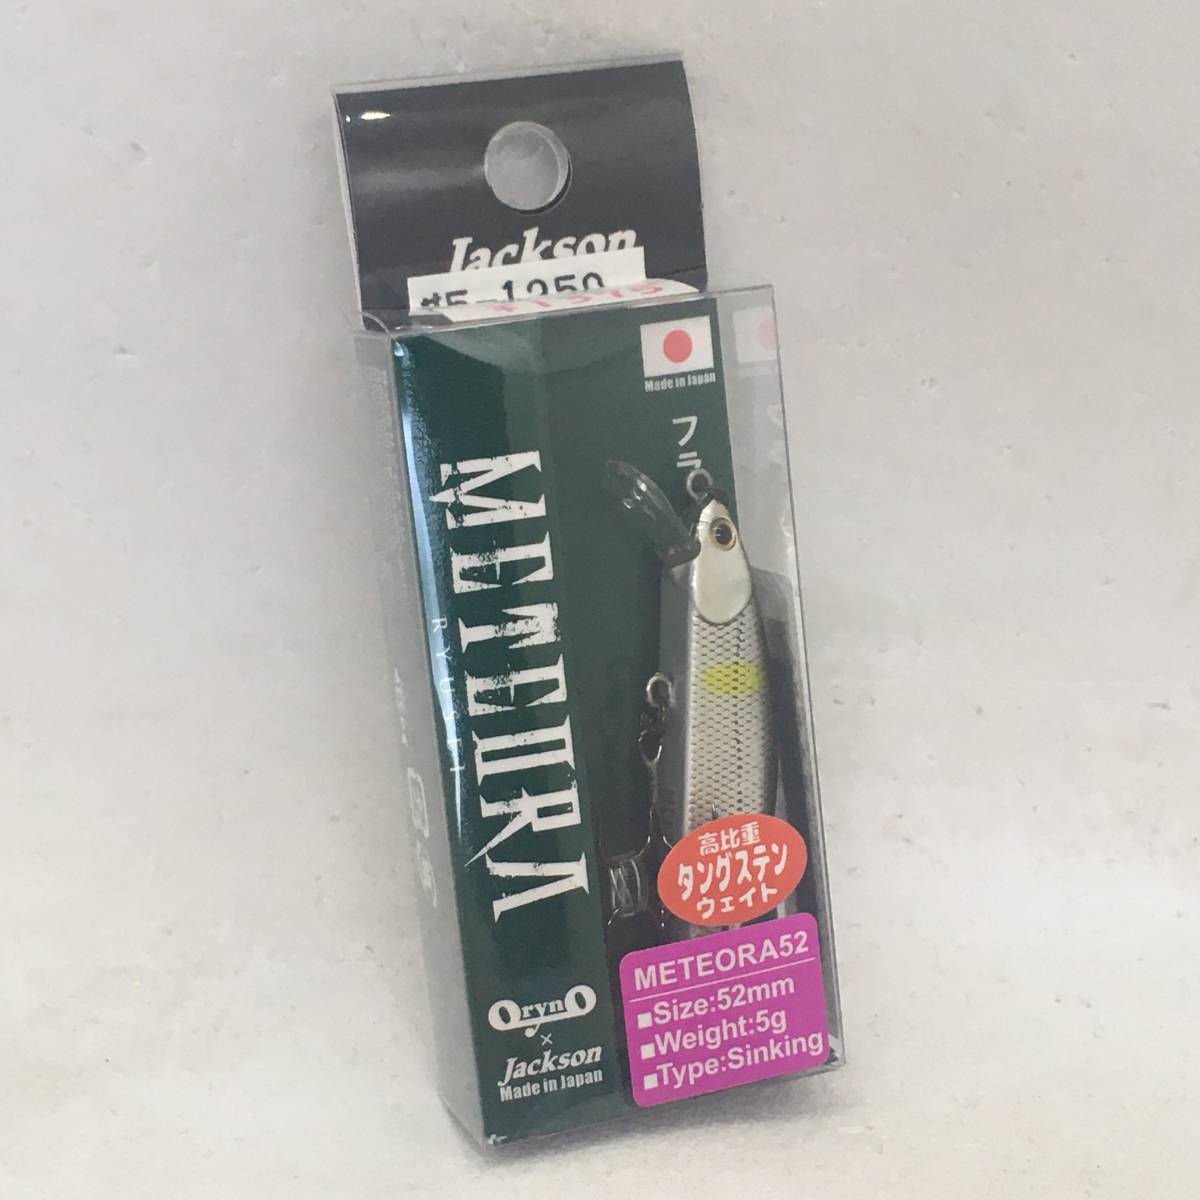 Jackson
Made in Japan
フラ
METEORA
RYUSEI
高比重
タングステン
ウェイト
METEORA52
■Size:52mm
■Weight:5g
■Type:Sinking
OrynO
×
Jackson
Made in Japan